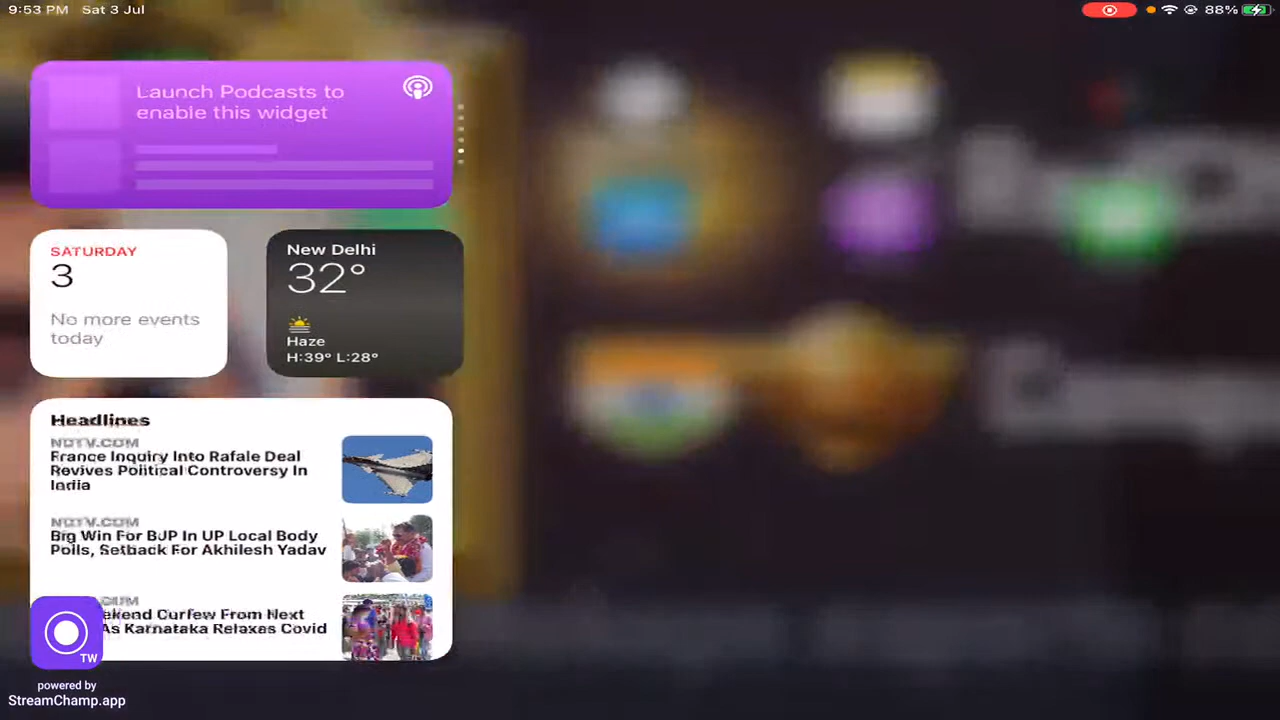 9:53 PM Sat 3 Jul
88%
Launch Podcasts to
enable this widget
SATURDAY
3
No more events
today
New Delhi
32°
Haze
H:39° L:28°
Headlines
NDTV.COM
France Inquiry Into Rafale Deal
Revives Political Controversy In
India
NDTV.COM
Big Win For BJP In UP Local Body
Polls, Setback For Akhilesh Yadav
Curfew From Next
As Karnataka Relaxes Covid
TW
powered by
StreamChamp.app